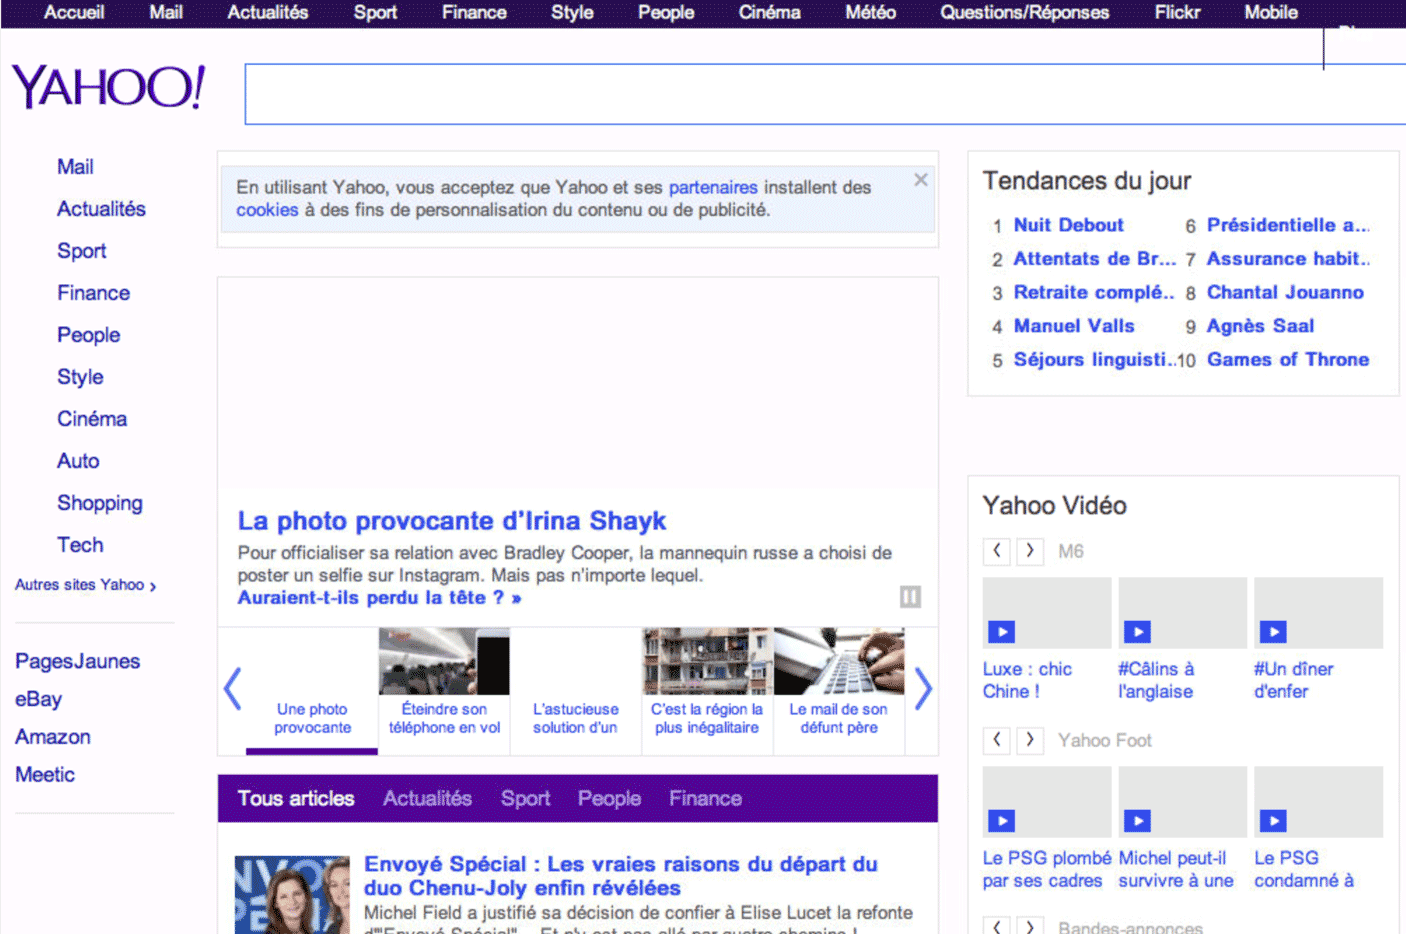 Accueil Mail Actualités Sport Finance Style People Cinéma Météo Questions/Réponses Flickr Mobile
YAHOO!
Mail
Actualités
Sport
Finance
People
Style
Cinéma
Auto
Shopping
Tech
Autres sites Yahoo ›
PagesJaunes
eBay
Amazon
Meetic
En utilisant Yahoo, vous acceptez que Yahoo et ses partenaires installent des
cookies à des fins de personnalisation du contenu ou de publicité.
La photo provocante d'Irina Shayk
Pour officialiser sa relation avec Bradley Cooper, la mannequin russe a choisi de
poster un selfie sur Instagram. Mais pas n'importe lequel.
Auraient-t-ils perdu la tête ? »
Une photo
provocante
Éteindre son
téléphone en vol
L'astucieuse
solution d'un
C'est la région la
plus inégalitaire
Le mail de son
défunt père
Tous articles Actualités Sport People Finance
Envoyé Spécial : Les vraies raisons du départ du
duo Chenu-Joly enfin révélées
Michel Field a justifié sa décision de confier à Elise Lucet la refonte
d'"Envoyé Spécial"... Et n'y est pas allé par quatre chemins !
Tendances du jour
1 Nuit Debout
2 Attentats de Br...
3 Retraite complé..
4 Manuel Valls
5 Séjours linguisti..
6 Présidentielle a...
7 Assurance habit..
8 Chantal Jouanno
9 Agnès Saal
10 Games of Throne
Yahoo Vidéo
M6
Luxe : chic
Chine !
#Câlins à
l'anglaise
#Un dîner
d'enfer
Yahoo Foot
Le PSG plombé
par ses cadres
Michel peut-il
survivre à une
Le PSG
condamné à
Bandes-annonces